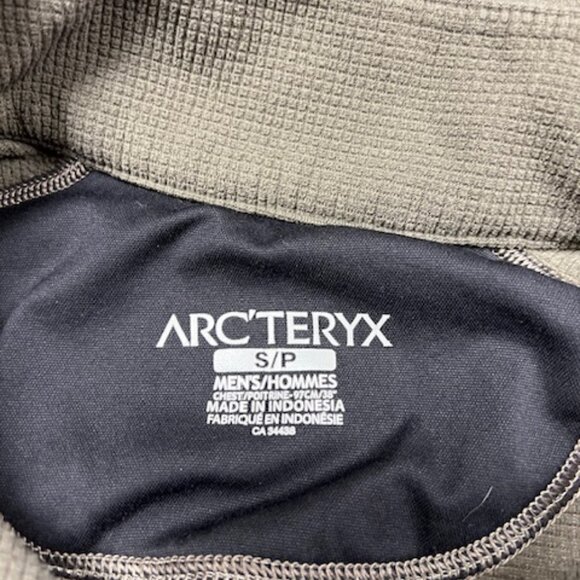 ARC'TERYX
S/P
MEN'S/HOMMES
CHEST/POITRINE-97CM/38"
MADE IN INDONESIA
FABRIQUÉ EN INDONÉSIE
CA 34438